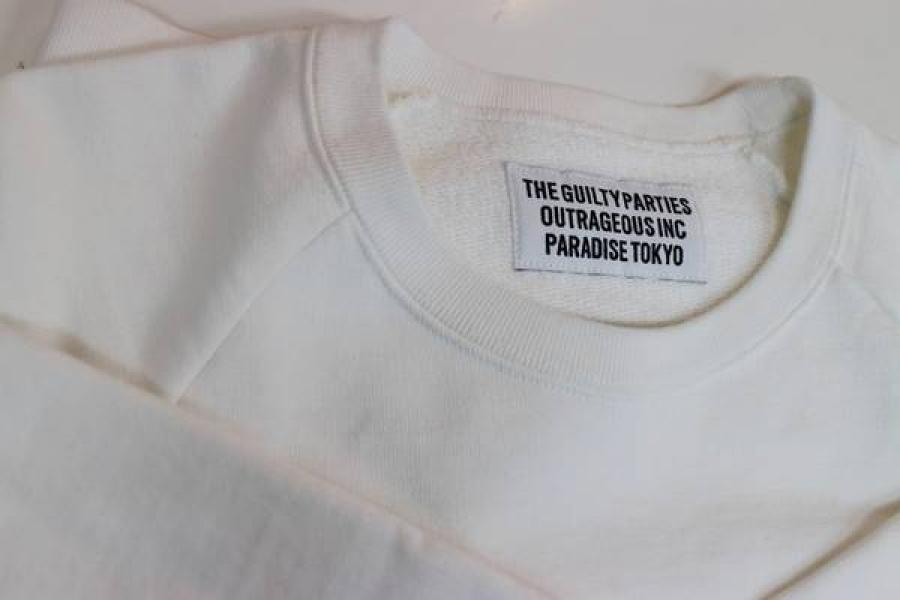 THE GUILTY PARTIES
OUTRAGEOUS INC
PARADISE TOKYO